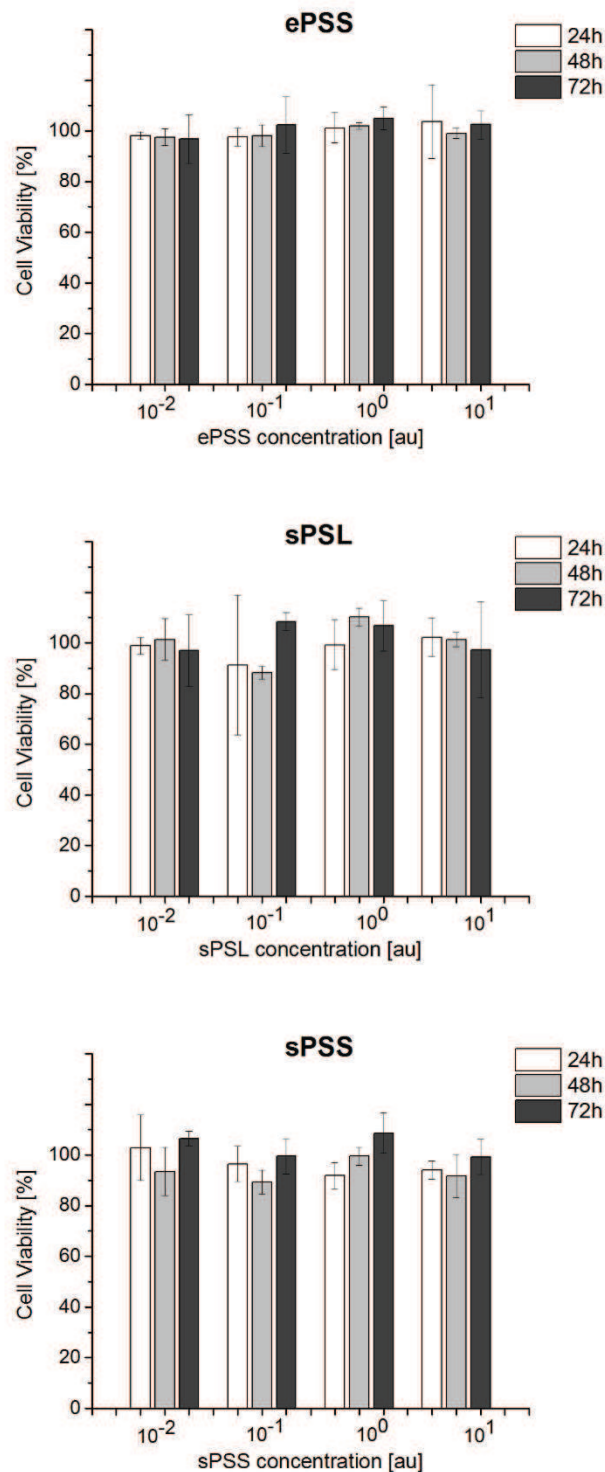 ePSS
24h
48h
72h
Cell Viability [%]
100
80
60
40
20
0
10⁻² 10⁻¹ 10⁰ 10¹
ePSS concentration [au]
sPSL
24h
48h
72h
Cell Viability [%]
100
80
60
40
20
0
10⁻² 10⁻¹ 10⁰ 10¹
sPSL concentration [au]
sPSS
24h
48h
72h
Cell Viability [%]
100
80
60
40
20
0
10⁻² 10⁻¹ 10⁰ 10¹
sPSS concentration [au]